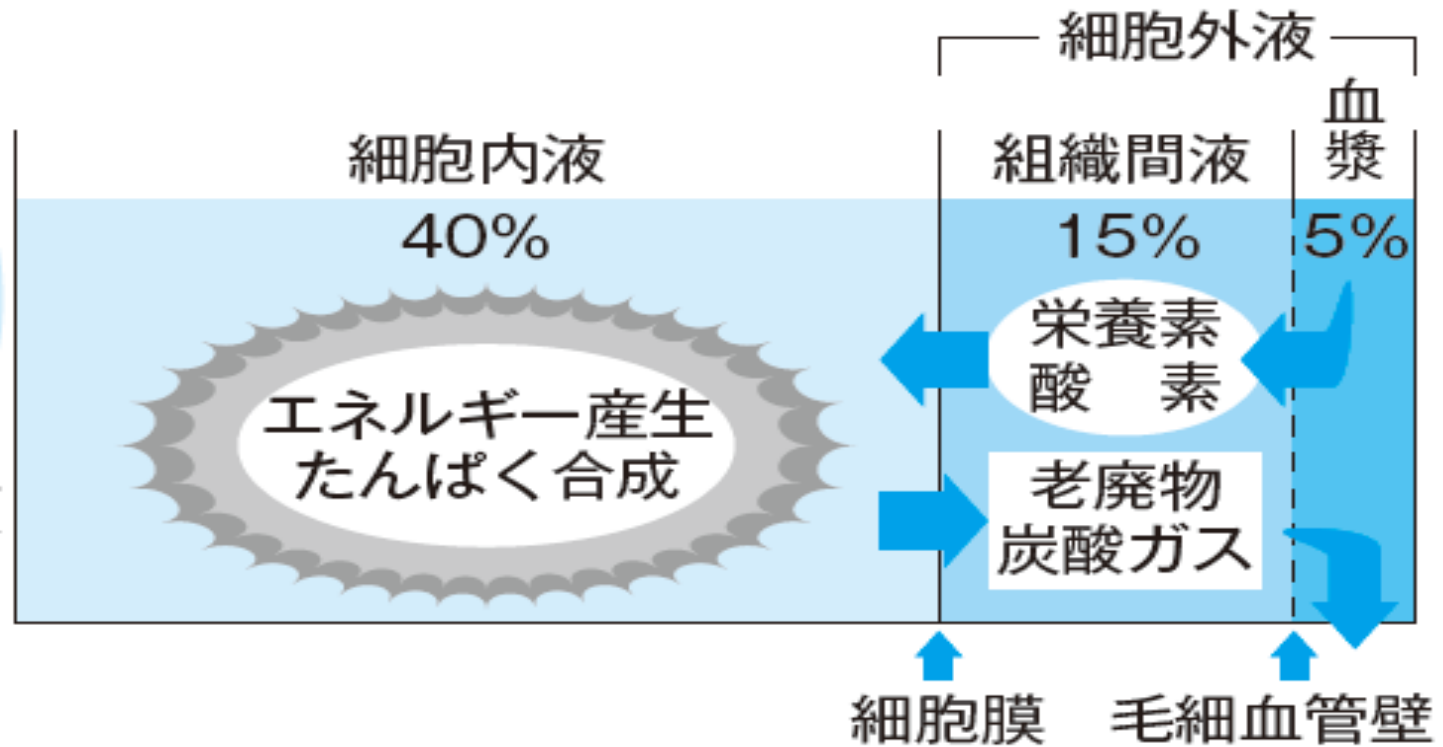 細胞外液
細胞内液
組織間液
血漿
40%
15%
5%
栄養素
酸 素
エネルギー産生
たんぱく合成
老廃物
炭酸ガス
細胞膜
毛細血管壁